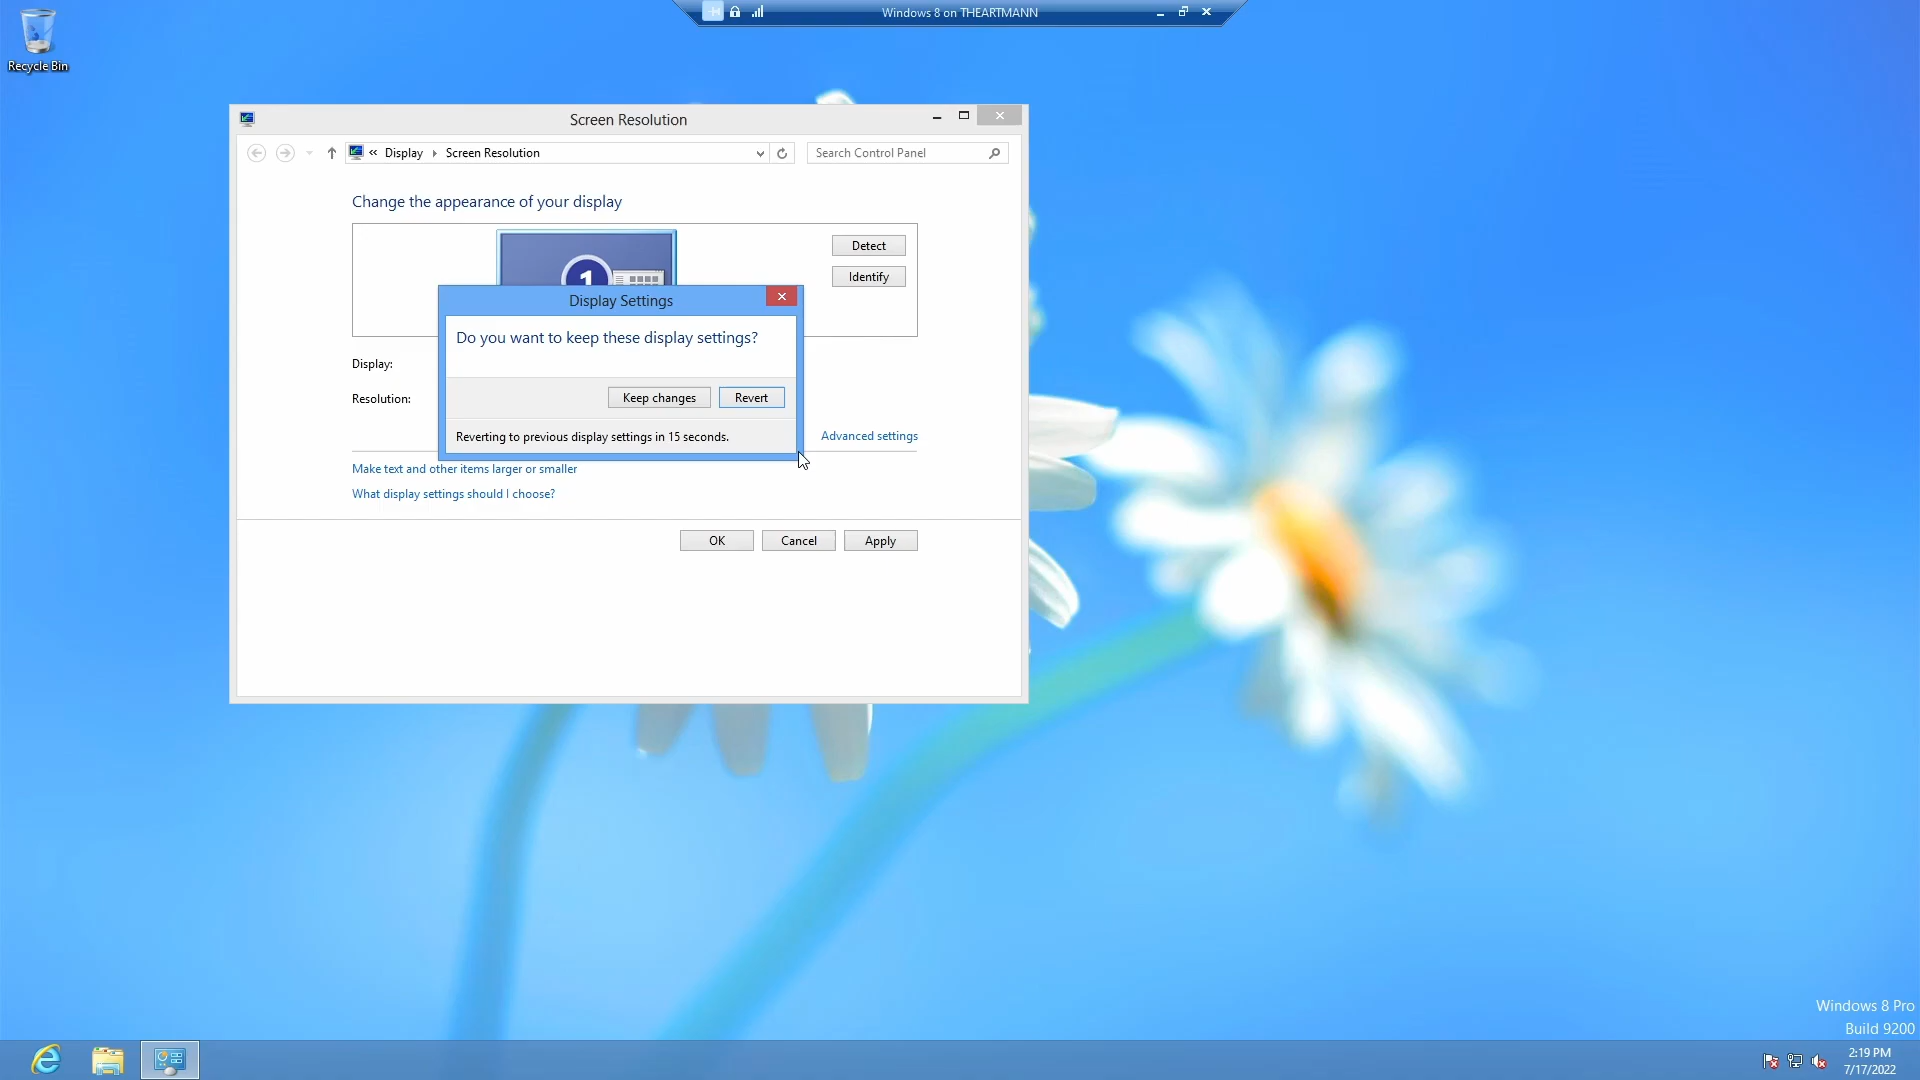 Windows 8 on THEARTMANN
Recycle Bin
Screen Resolution
« Display Screen Resolution
Search Control Panel
Change the appearance of your display
1
Detect
Identify
Display Settings
Do you want to keep these display settings?
Display:
Keep changes Revert
Resolution:
Reverting to previous display settings in 15 seconds.
Advanced settings
Make text and other items larger or smaller
What display settings should I choose?
OK Cancel Apply
Windows 8 Pro
Build 9200
2:19 PM
7/17/2022